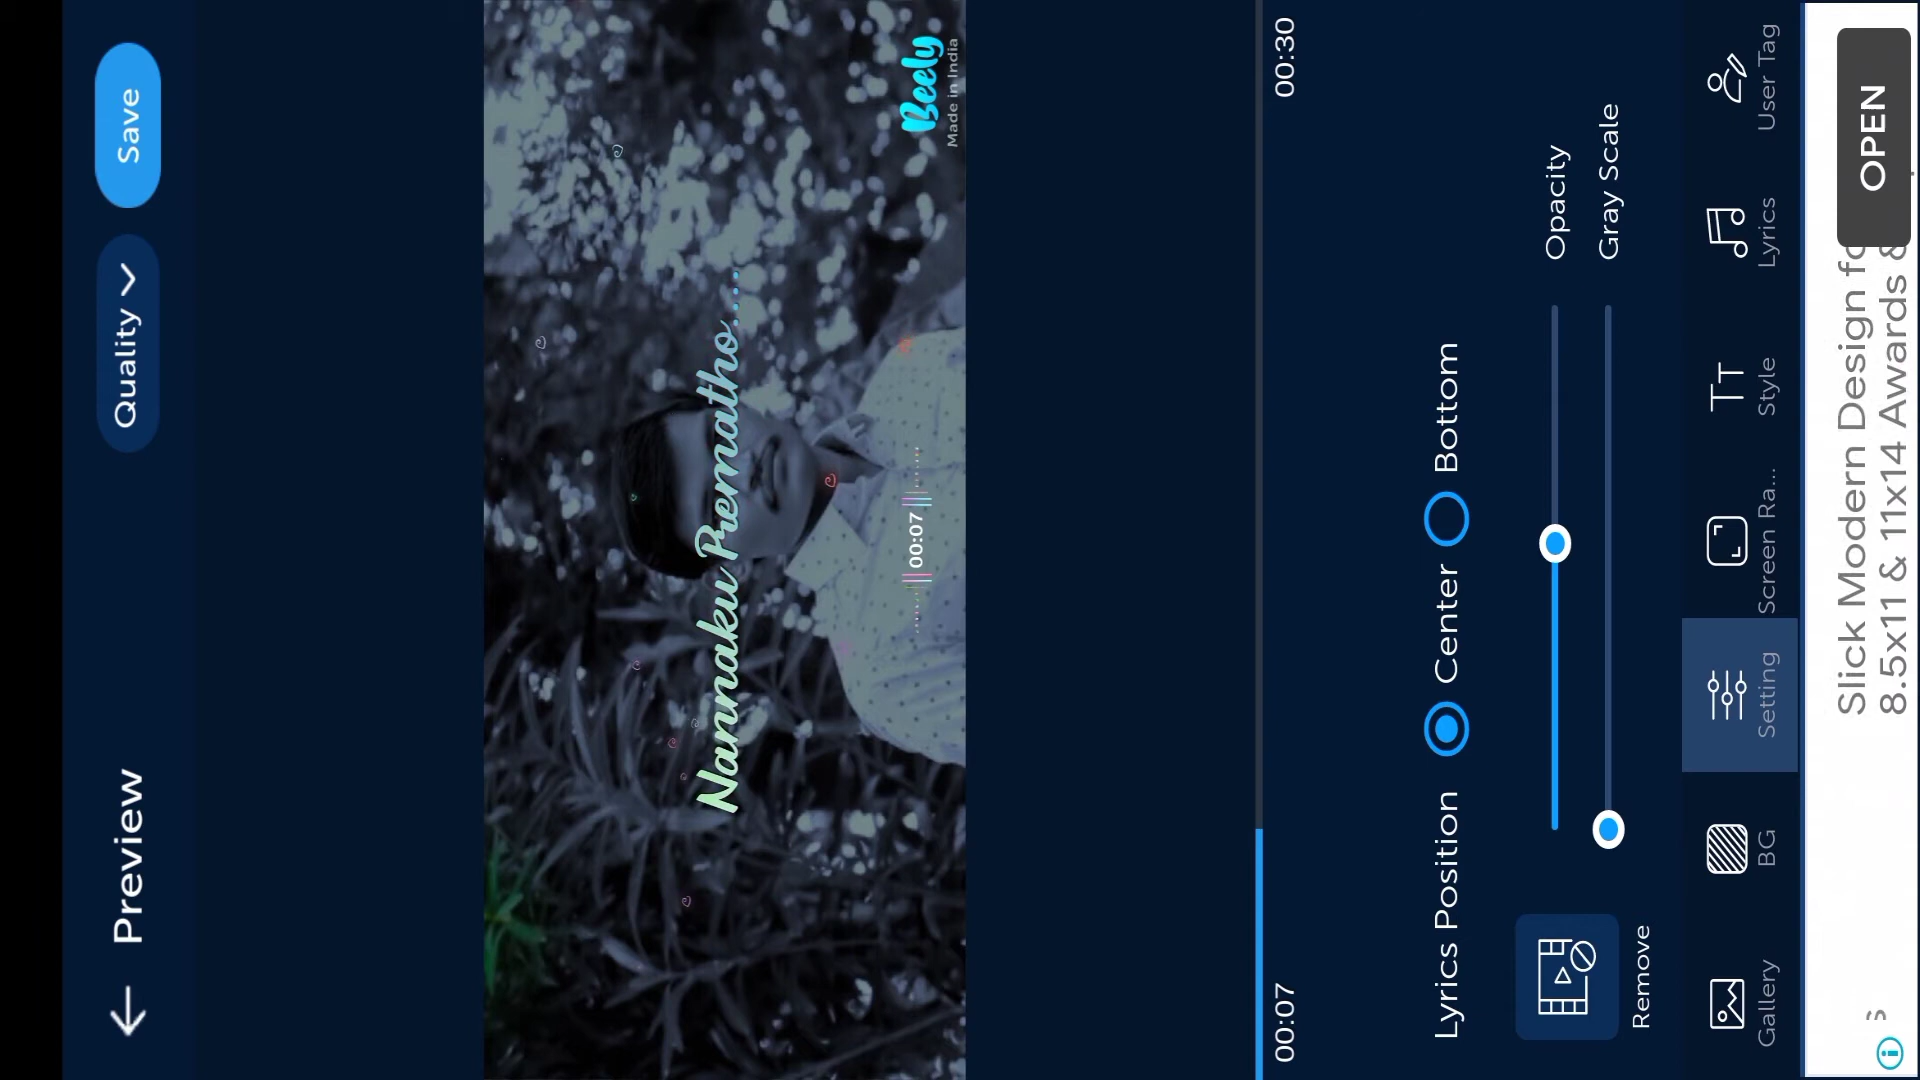 Preview
Quality
Save
Nannaku Prematho.....
00:07
Beely
Made in India
00:07
00:30
Lyrics Position
Center
Bottom
Opacity
Gray Scale
Remove
Gallery
BG
Setting
Screen Ra...
Style
Lyrics
User Tag
Slick Modern Design
8.5x11 & 11x14 Awards &
OPEN